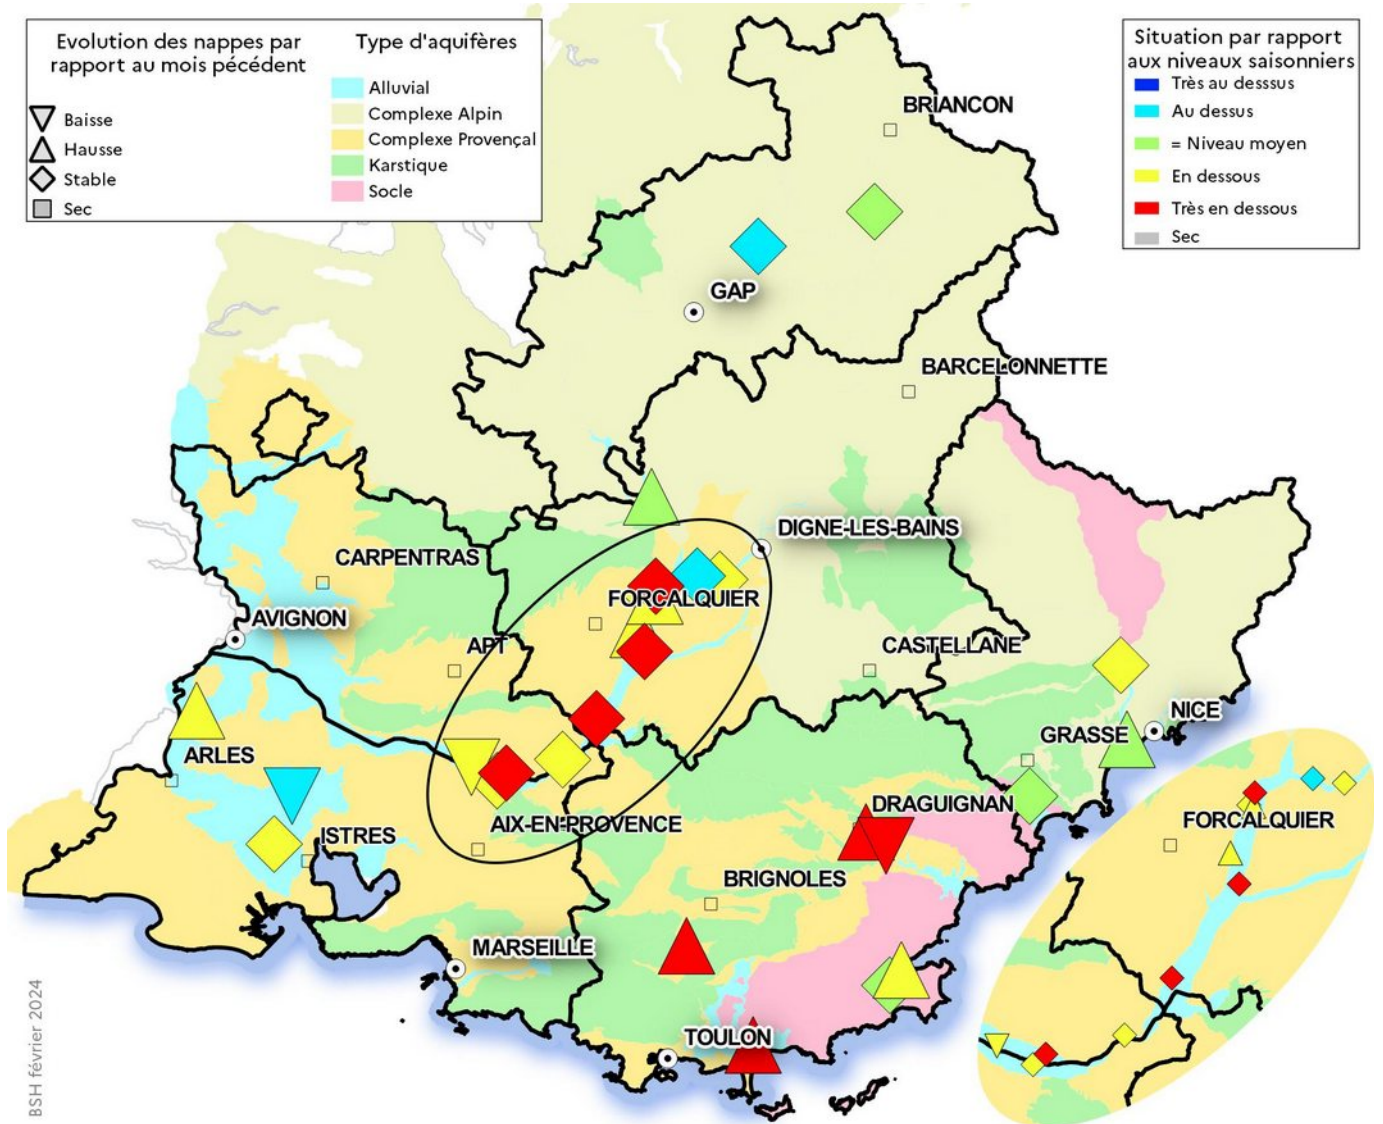 Evolution des nappes par
rapport au mois pécédent
Baisse
Hausse
Stable
Sec
Type d'aquifères
Alluvial
Complexe Alpin
Complexe Provençal
Karstique
Socle
Situation par rapport
aux niveaux saisonniers
Très au desssus
Au dessus
= Niveau moyen
En dessous
Très en dessous
Sec
BRIANCON
GAP
BARCELONNETTE
DIGNE-LES-BAINS
CARPENTRAS
FORCALQUIER
AVIGNON
APT
CASTELLANE
NICE
GRASSE
ARLES
DRAGUIGNAN
FORCALQUIER
AIX-EN-PROVENCE
ISTRES
BRIGNOLES
MARSEILLE
TOULON
BSH février 2024